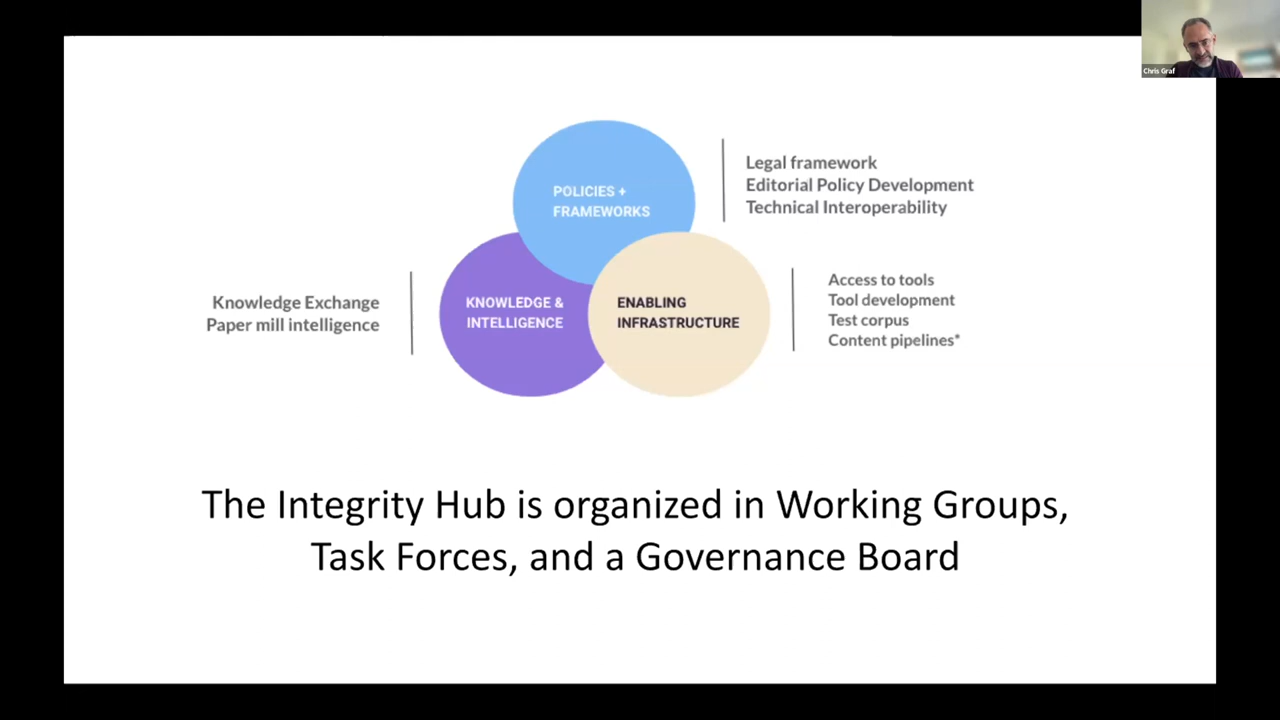 Chris Graf
POLICIES +
FRAMEWORKS
Legal framework
Editorial Policy Development
Technical Interoperability
Knowledge Exchange
Paper mill intelligence
KNOWLEDGE &
INTELLIGENCE
ENABLING
INFRASTRUCTURE
Access to tools
Tool development
Test corpus
Content pipelines*
The Integrity Hub is organized in Working Groups,
Task Forces, and a Governance Board